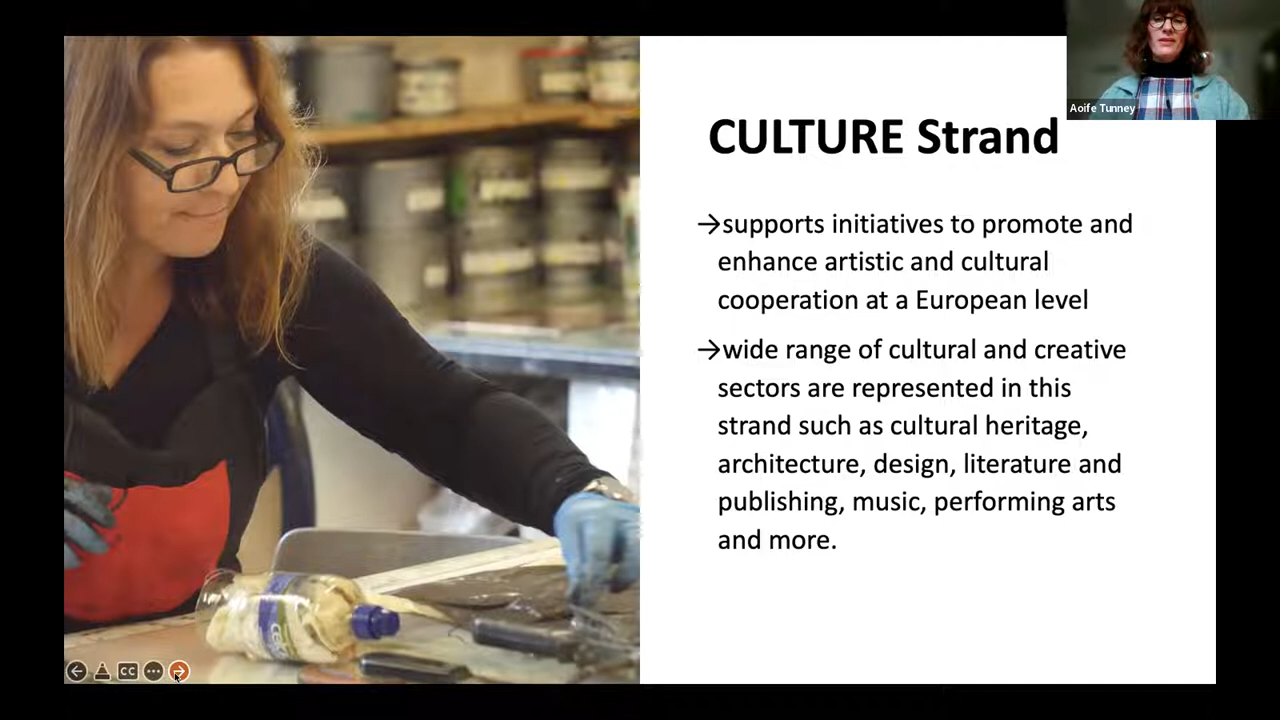 Aoife Tunney
CULTURE Strand
→supports initiatives to promote and
enhance artistic and cultural
cooperation at a European level
→wide range of cultural and creative
sectors are represented in this
strand such as cultural heritage,
architecture, design, literature and
publishing, music, performing arts
and more.
CC